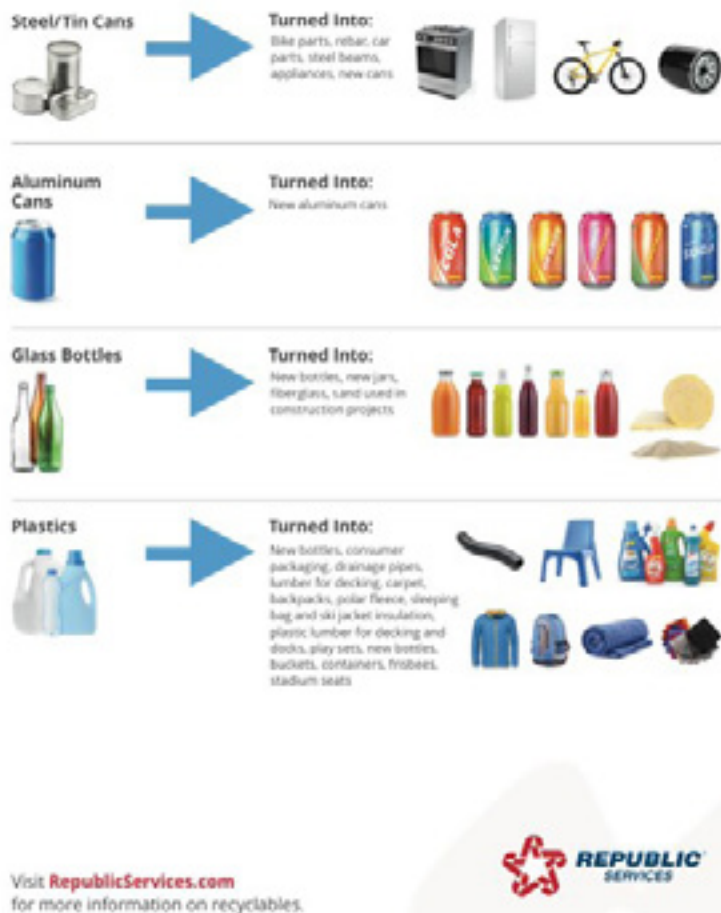 Steel/Tin Cans
Turned Into:
Bike parts, rebar, car
parts, steel beams,
appliances, new cans
Aluminum
Cans
Turned Into:
New aluminum cans
COLA
LEMON
ORANGE
SODA
Glass Bottles
Turned Into:
New bottles, new jars,
fiberglass, sand used in
construction projects
Plastics
Turned Into:
New bottles, consumer
packaging, drainage pipes,
lumber for decking, carpet,
backpacks, polar fleece, sleeping
bag and ski jacket insulation,
plastic lumber for decking and
docks, play sets, new bottles,
buckets, containers, frisbees,
stadium seats
Visit RepublicServices.com
for more information on recyclables.
REPUBLIC
SERVICES